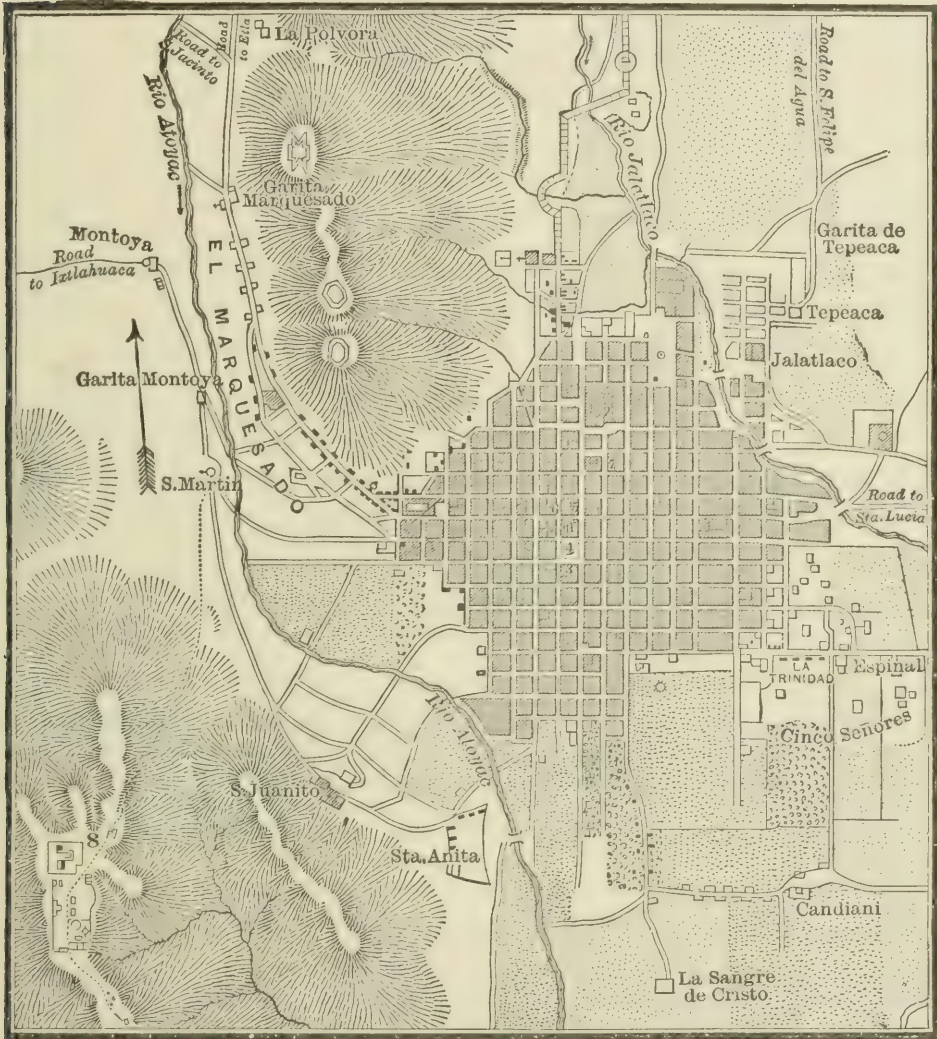 La Polvora
Road to
Jacinto
Road
to Etla
Rio Atoyac
Road to S. Felipe
del Agua
Rio Jalatlaco
Garita
Marquesado
Montoya
Road
to Ixtlahuaca
Garita de
Tepeaca
Tepeaca
EL MARQUESADO
Jalatlaco
Garita Montoya
S. Martin
Road to
Sta. Lucia
LA
TRINIDAD
Espinal
Cinco Señores
Rio Atoyac
S. Juanito
Sta. Anita
8
Candiani
La Sangre
de Cristo